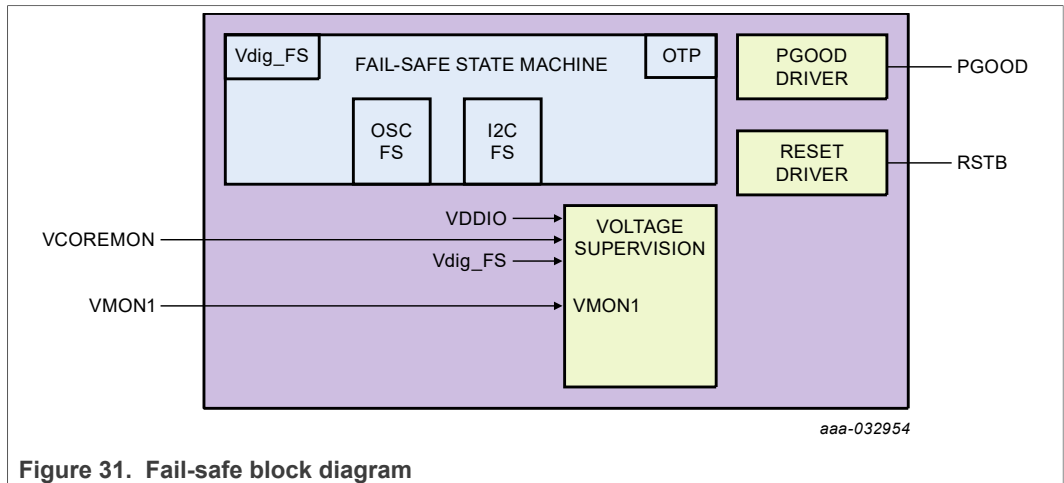 Vdig_FS
FAIL-SAFE STATE MACHINE
OTP
OSC
FS
I2C
FS
PGOOD
DRIVER
PGOOD
RESET
DRIVER
RSTB
VDDIO
VCOREMON
Vdig_FS
VOLTAGE
SUPERVISION
VMON1
VMON1
aaa-032954
Figure 31. Fail-safe block diagram